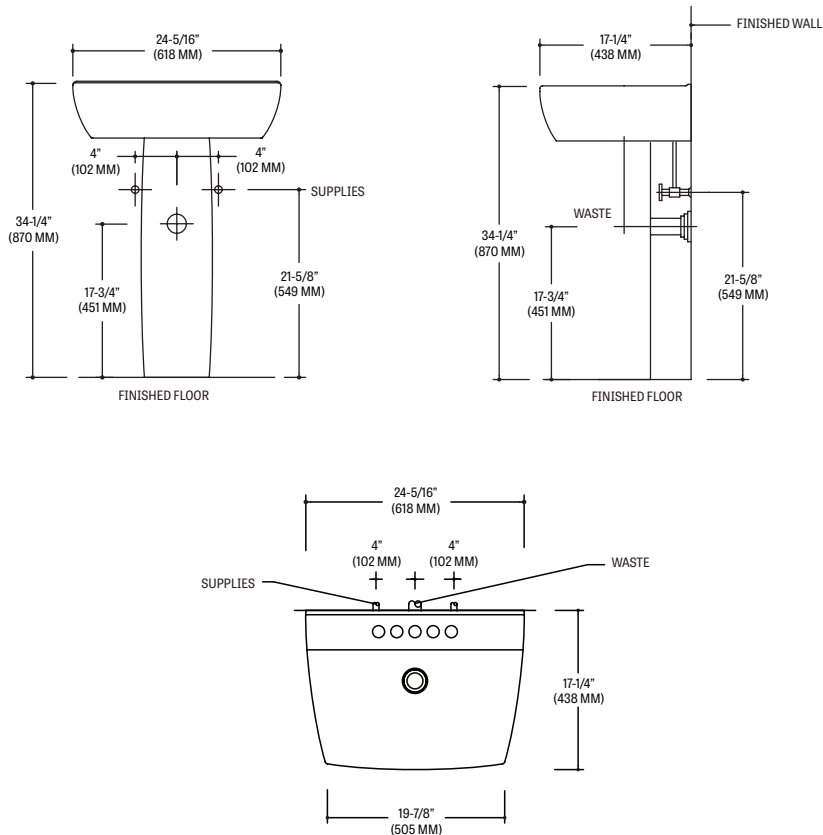 24-5/16"
(618 MM)
4"
(102 MM)
4"
(102 MM)
SUPPLIES
34-1/4"
(870 MM)
17-3/4"
(451 MM)
21-5/8"
(549 MM)
FINISHED FLOOR
FINISHED WALL
17-1/4"
(438 MM)
WASTE
34-1/4"
(870 MM)
17-3/4"
(451 MM)
21-5/8"
(549 MM)
FINISHED FLOOR
24-5/16"
(618 MM)
4"
(102 MM)
4"
(102 MM)
SUPPLIES
WASTE
17-1/4"
(438 MM)
19-7/8"
(505 MM)